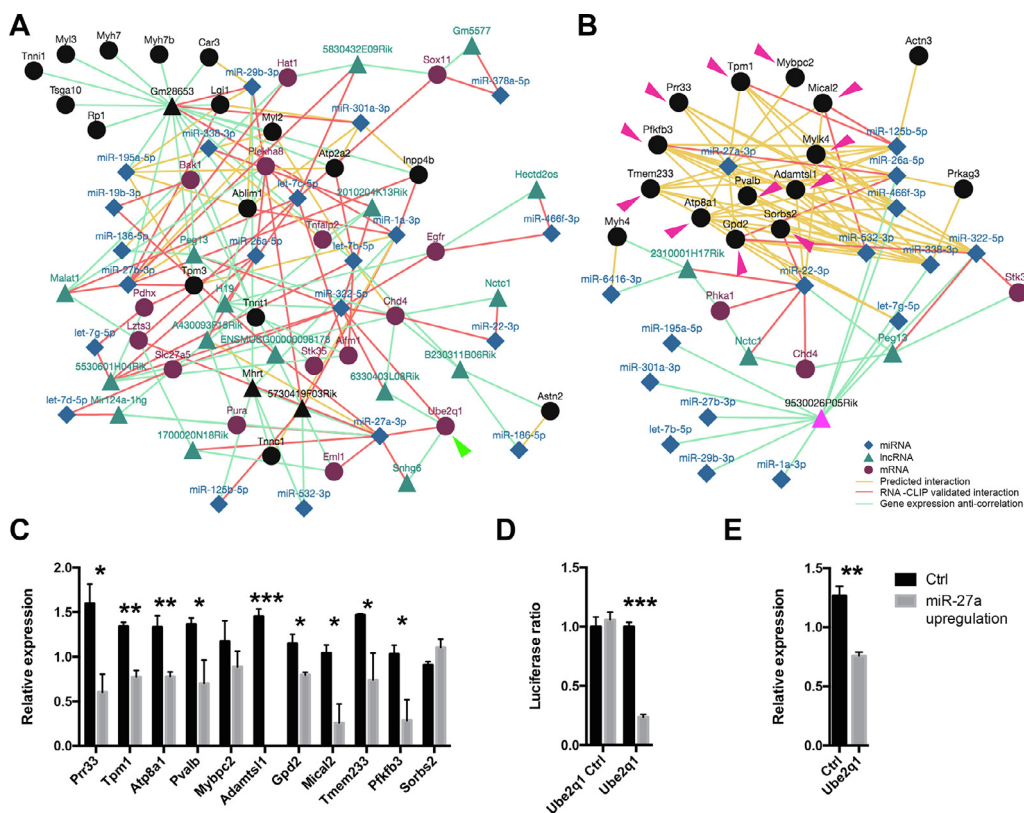 A
Myl3
Myh7
Myh7b
Car3
Tnni1
Tsga10
Rp1
Gm28653
Lgi1
miR-29b-3p
Hat1
5830432E09Rik
Sox11
Gm5577
miR-378a-5p
miR-301a-3p
miR-338-3p
Myl2
miR-195a-5p
Bak1
Plekha8
Atp2a2
Inpp4b
miR-19b-3p
Ablim1
let-7c-5p
2010204K13Rik
Hectd2os
miR-136-5p
Peg13
Tnfaip2
miR-1a-3p
miR-466f-3p
miR-26a-5p
let-7b-5p
Egfr
miR-27b-3p
Tpm3
Malat1
H19
miR-322-5p
Nctc1
Pdhx
Tnnt1
Chd4
let-7g-5p
Lzts3
A430093F15Rik
ENSMUSG00000098178
Aifm1
miR-22-3p
5530601H04Rik
Slc27a5
Stk35
B230311B06Rik
Mhrt
6330403L08Rik
let-7d-5p
Mir124a-1hg
5730419F03Rik
Astn2
Pura
miR-27a-3p
Ube2q1
miR-186-5p
1700020N18Rik
Tnnc1
Eml1
Snhg6
miR-125b-5p
miR-532-3p
B
Actn3
Tpm1
Mybpc2
Mical2
Prr33
miR-125b-5p
Pfkfb3
Mylk4
miR-27a-3p
miR-26a-5p
Tmem233
Pvalb
Adamtsl1
miR-466f-3p
Prkag3
Atp8a1
Sorbs2
Myh4
Gpd2
miR-532-3p
miR-338-3p
miR-322-5p
2310001H17Rik
miR-6416-3p
miR-22-3p
Phka1
let-7g-5p
miR-195a-5p
Nctc1
Peg13
Chd4
miR-301a-3p
9530026P05Rik
miR-27b-3p
let-7b-5p
miR-29b-3p
miR-1a-3p
miRNA
lncRNA
mRNA
Predicted interaction
RNA -CLIP validated interaction
Gene expression anti-correlation
C
Relative expression
2.0
1.5
1.0
0.5
0.0
* ** ** * *** * * * *
Prr33
Tpm1
Atp8a1
Pvalb
Mybpc2
Adamtsl1
Gpd2
Mical2
Tmem233
Pfkfb3
Sorbs2
D
Luciferase ratio
1.5
1.0
0.5
0.0
***
Ube2q1 Ctrl
Ube2q1
E
Relative expression
1.5
1.0
0.5
0.0
**
Ctrl
Ube2q1
Ctrl
miR-27a
upregulation